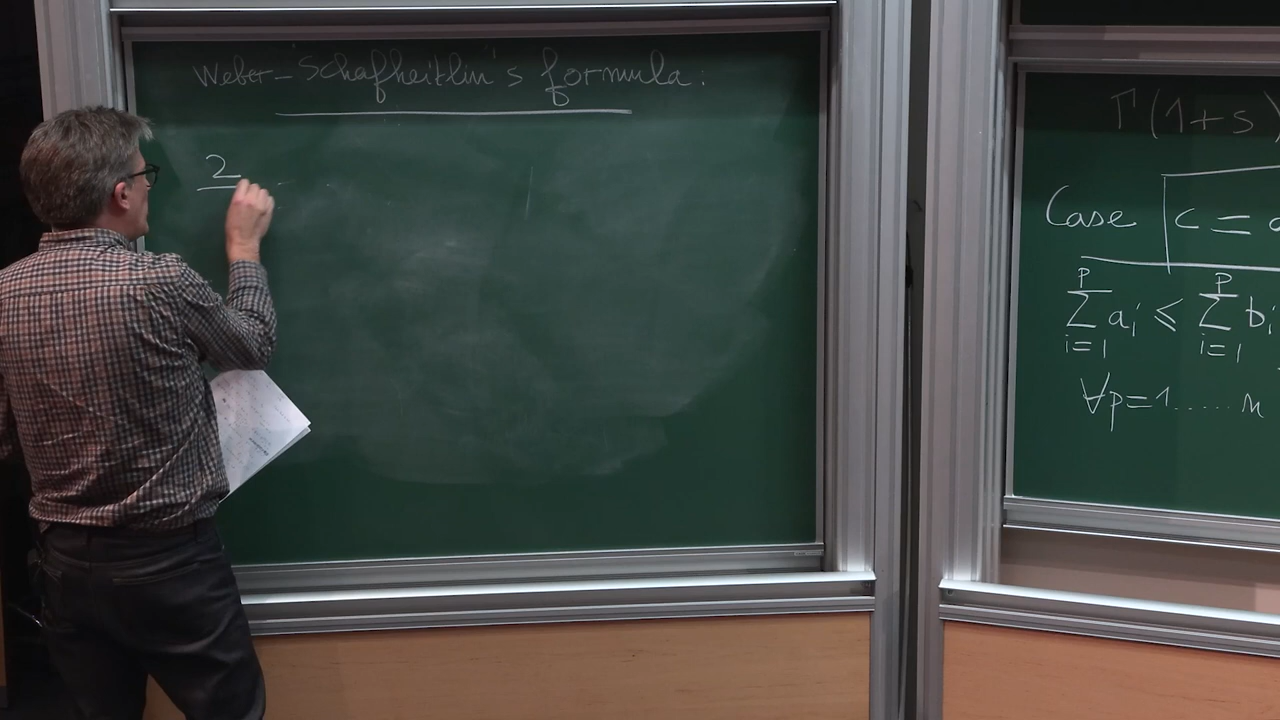 Weber-Schafheitlin's formula:
2
Γ(1+s)
Case c =
p p
∑ aᵢ ≤ ∑ bᵢ
i=1 i=1
∀p=1.....n